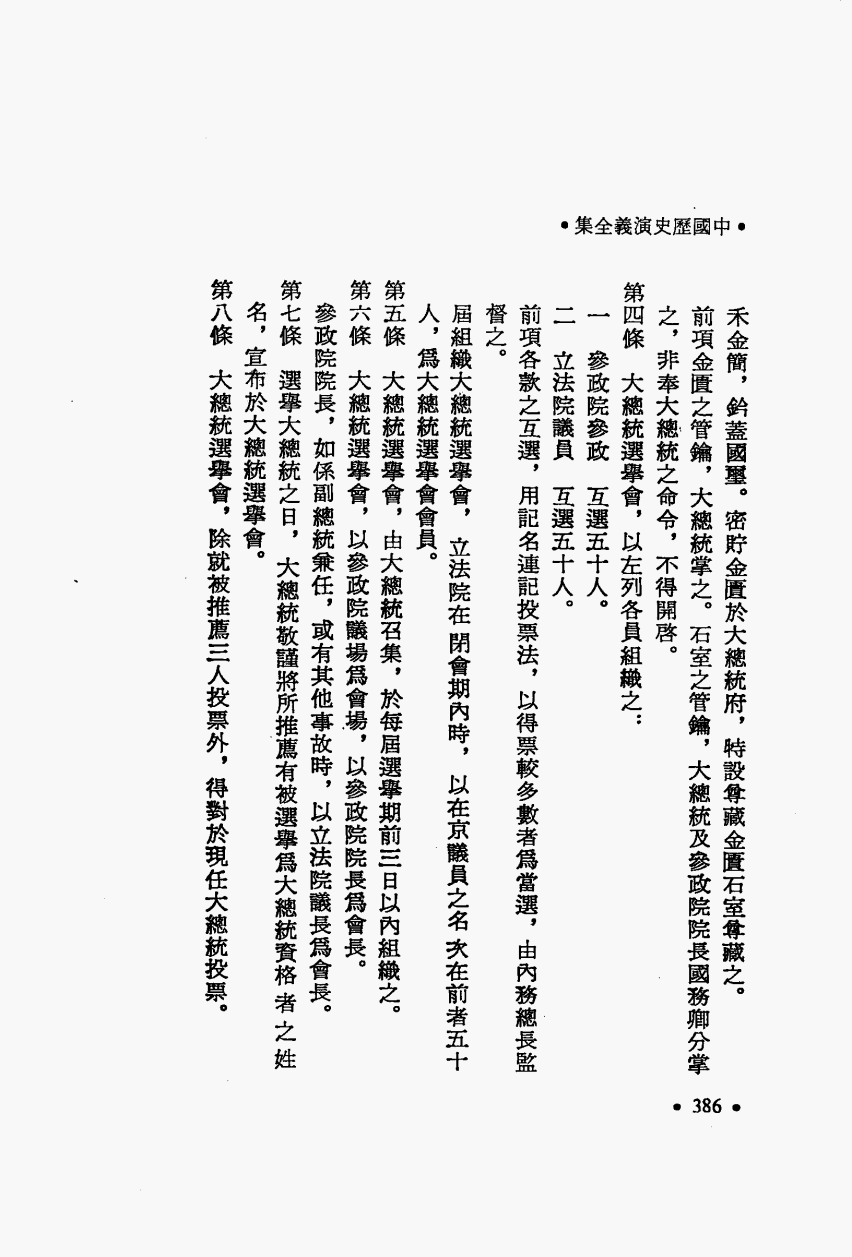 •中國歷史演義全集•
禾金簡，鈐蓋國璽。密貯金匱於大總統府，特設尊藏金匱石室尊藏之。
前項金匱之管鑰，大總統掌之。石室之管鑰，大總統及參政院院長國務卿分掌
之，非奉大總統之命令，不得開啓。
第四條　大總統選舉會，以左列各員組織之：
一　參政院參政　互選五十人。
二　立法院議員　互選五十人。
前項各款之互選，用記名連記投票法，以得票較多數者爲當選，由內務總長監
督之。
屆組織大總統選舉會，立法院在閉會期內時，以在京議員之名次在前者五十
人，爲大總統選舉會會員。
第五條　大總統選舉會，由大總統召集，於每屆選舉期前三日以內組織之。
第六條　大總統選舉會，以參政院議場爲會場，以參政院院長爲會長。
參政院院長，如係副總統兼任，或有其他事故時，以立法院議長爲會長。
第七條　選舉大總統之日，大總統敬謹將所推薦有被選舉爲大總統資格者之姓
名，宣布於大總統選舉會。
第八條　大總統選舉會，除就被推薦三人投票外，得對於現任大總統投票。
• 386 •